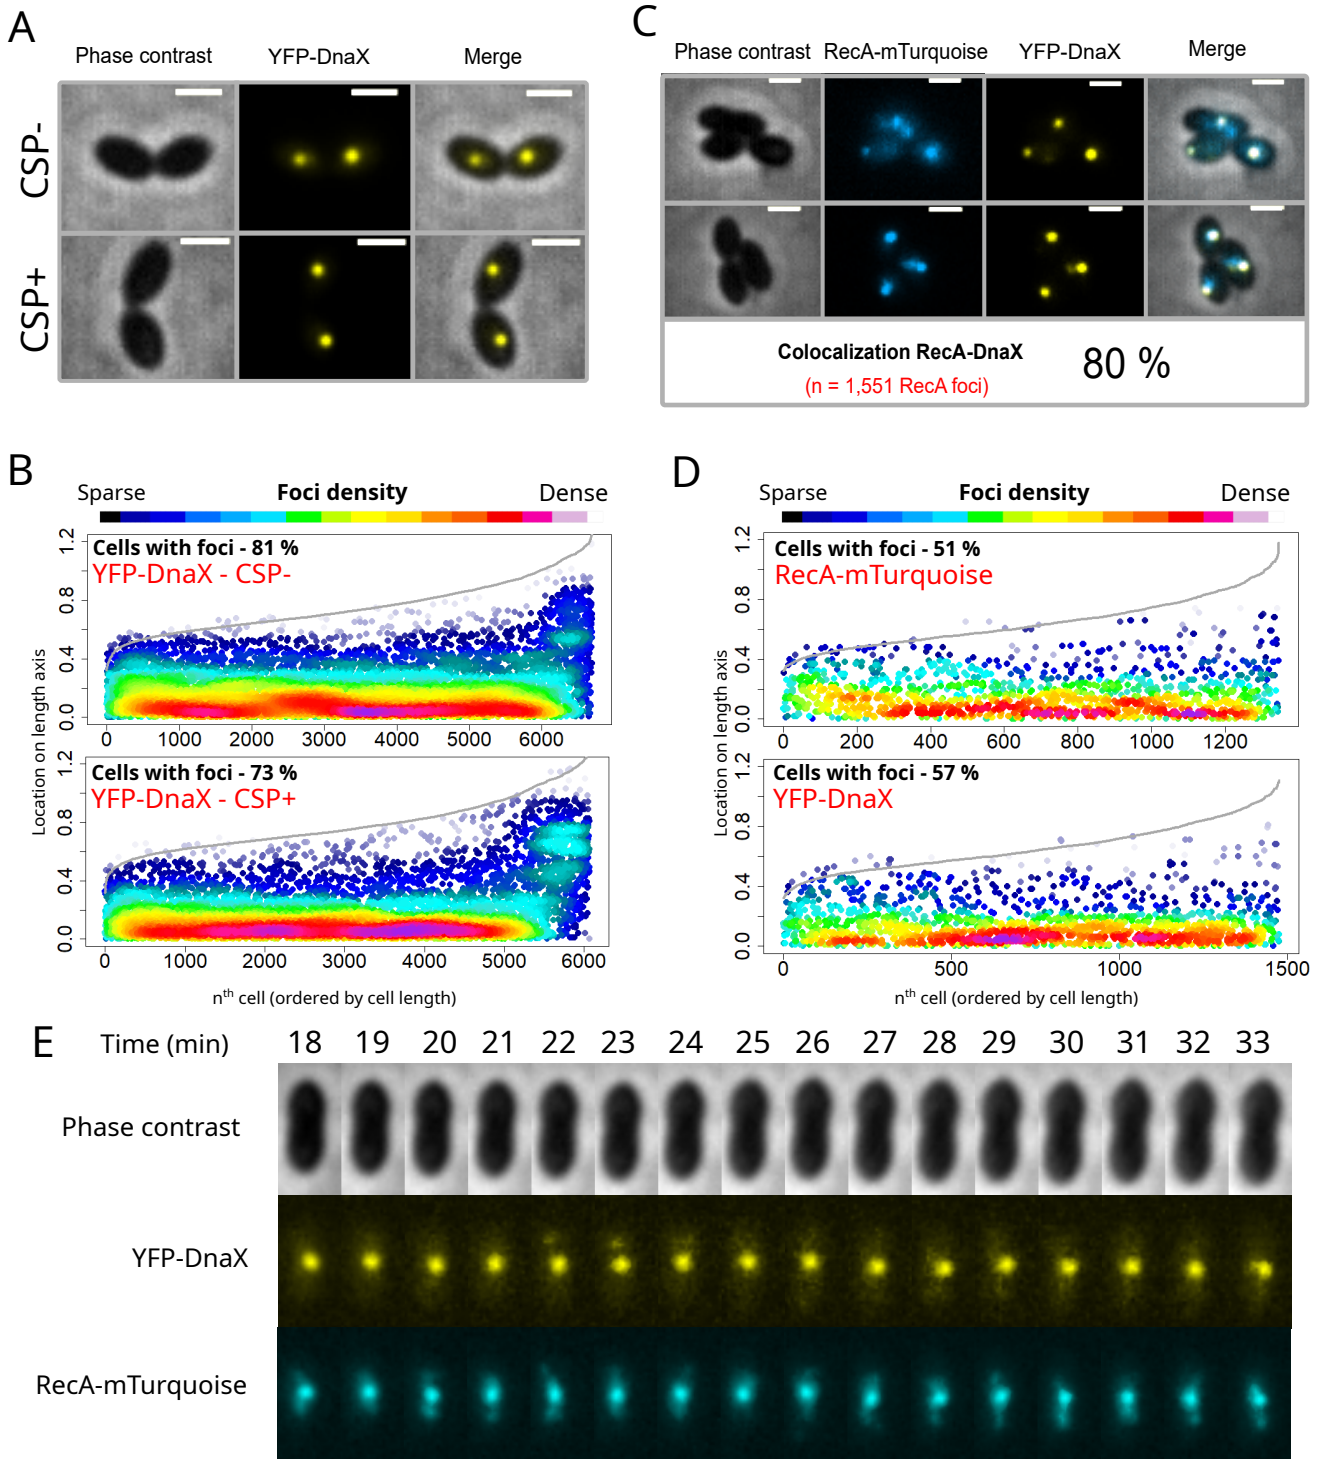 A
Phase contrast YFP-DnaX Merge
CSP-
CSP+
C
Phase contrast RecA-mTurquoise YFP-DnaX Merge
Colocalization RecA-DnaX 80 %
(n = 1,551 RecA foci)
B
Sparse Foci density Dense
Cells with foci - 81 %
YFP-DnaX - CSP-
0.0 0.4 0.8 1.2
0 1000 2000 3000 4000 5000 6000
Cells with foci - 73 %
YFP-DnaX - CSP+
0.0 0.4 0.8 1.2
0 1000 2000 3000 4000 5000 6000
Location on length axis
nth cell (ordered by cell length)
D
Sparse Foci density Dense
Cells with foci - 51 %
RecA-mTurquoise
0.0 0.4 0.8 1.2
0 200 400 600 800 1000 1200
Cells with foci - 57 %
YFP-DnaX
0.0 0.4 0.8 1.2
0 500 1000 1500
Location on length axis
nth cell (ordered by cell length)
E
Time (min) 18 19 20 21 22 23 24 25 26 27 28 29 30 31 32 33
Phase contrast
YFP-DnaX
RecA-mTurquoise